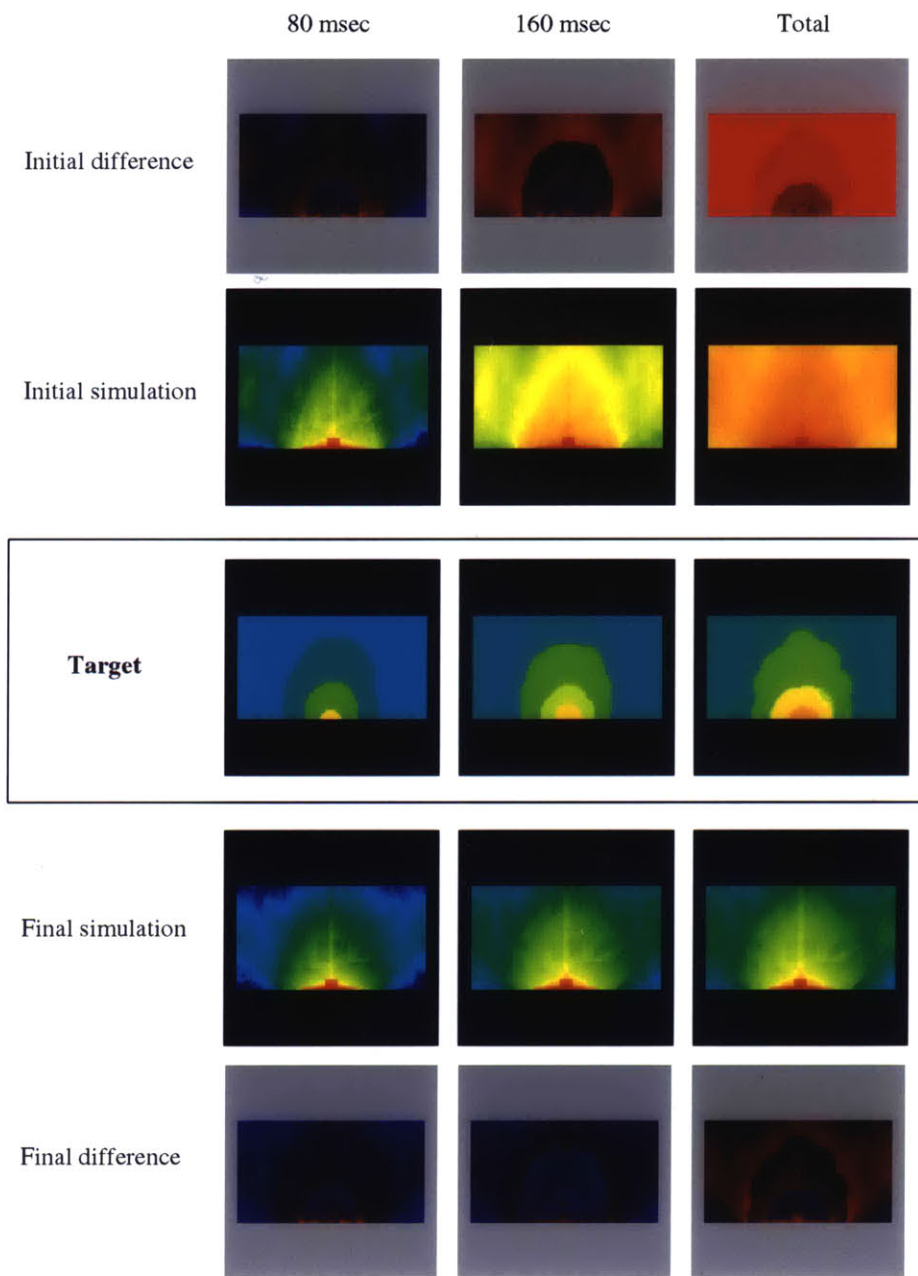 80 msec 160 msec Total
Initial difference
Initial simulation
Target
Final simulation
Final difference